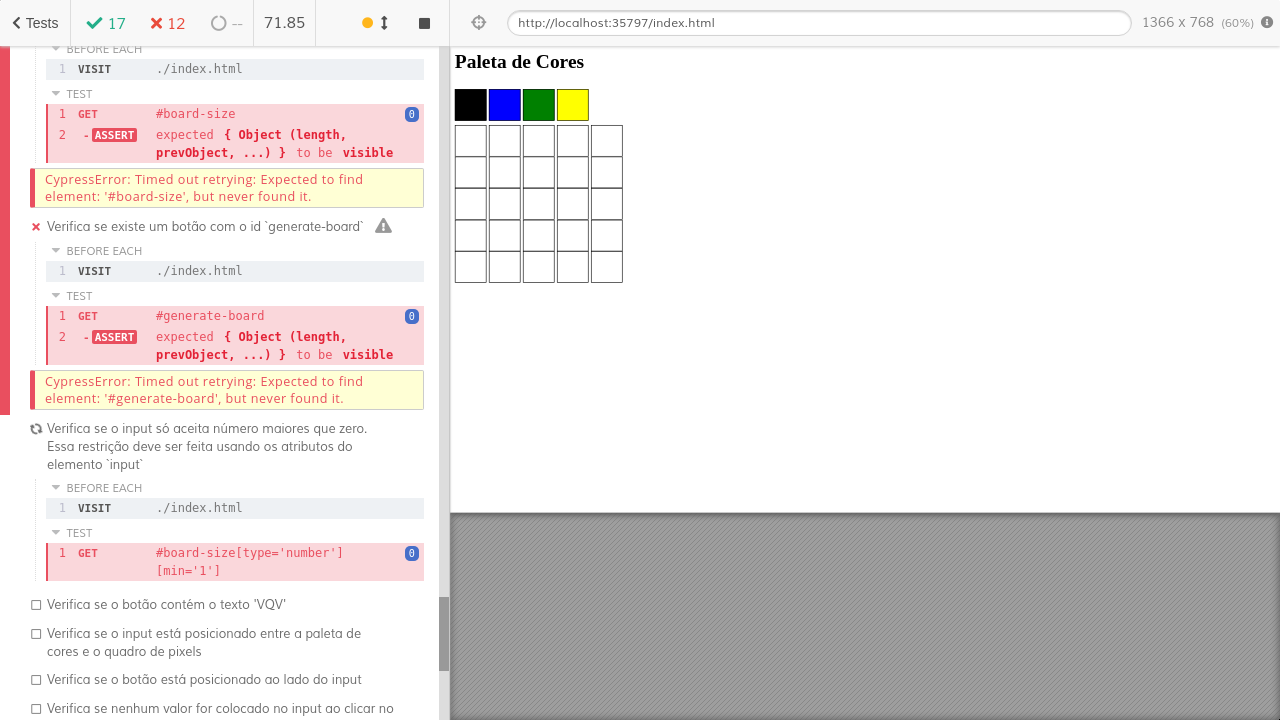 Tests 17 12 -- 71.85
http://localhost:35797/index.html 1366 x 768 (60%)
BEFORE EACH
1 VISIT ./index.html
TEST
1 GET #board-size 0
2 -ASSERT expected { Object (length,
prevObject, ...) } to be visible
CypressError: Timed out retrying: Expected to find
element: '#board-size', but never found it.
Verifica se existe um botão com o id `generate-board`
BEFORE EACH
1 VISIT ./index.html
TEST
1 GET #generate-board 0
2 -ASSERT expected { Object (length,
prevObject, ...) } to be visible
CypressError: Timed out retrying: Expected to find
element: '#generate-board', but never found it.
Verifica se o input só aceita número maiores que zero.
Essa restrição deve ser feita usando os atributos do
elemento `input`
BEFORE EACH
1 VISIT ./index.html
TEST
1 GET #board-size[type='number'] 0
[min='1']
Verifica se o botão contém o texto 'VQV'
Verifica se o input está posicionado entre a paleta de
cores e o quadro de pixels
Verifica se o botão está posicionado ao lado do input
Verifica se nenhum valor for colocado no input ao clicar no
Paleta de Cores